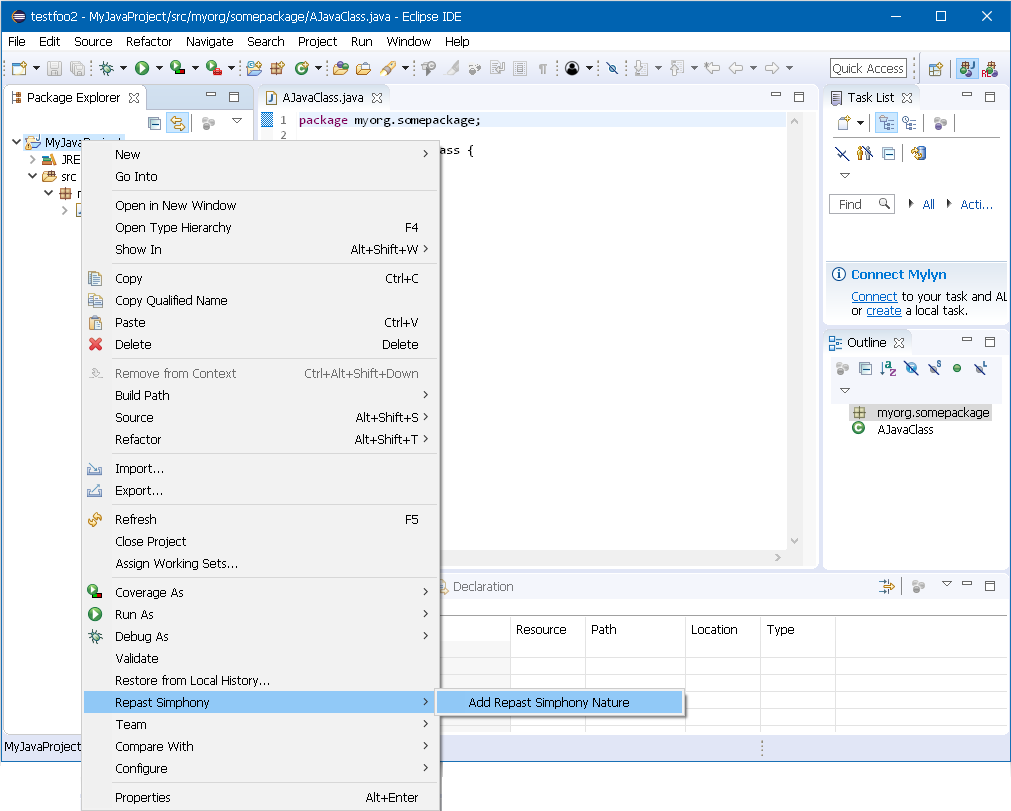 testfoo2 - MyJavaProject/src/myorg/somepackage/AJavaClass.java - Eclipse IDE
File Edit Source Refactor Navigate Search Project Run Window Help
Quick Access
Package Explorer
AJavaClass.java
Task List
1 package myorg.somepackage;
2
ass {
MyJavaProject
JRE
src
New
Go Into
Open in New Window
Open Type Hierarchy F4
Show In Alt+Shift+W
Copy Ctrl+C
Copy Qualified Name
Paste Ctrl+V
Delete Delete
Remove from Context Ctrl+Alt+Shift+Down
Build Path
Source Alt+Shift+S
Refactor Alt+Shift+T
Import...
Export...
Refresh F5
Close Project
Assign Working Sets...
Coverage As
Run As
Debug As
Validate
Restore from Local History...
Repast Simphony
Add Repast Simphony Nature
Team
Compare With
Configure
Properties Alt+Enter
Find All Acti...
Connect Mylyn
Connect to your task and AL
or create a local task.
Outline
myorg.somepackage
AJavaClass
Declaration
Resource Path Location Type
MyJavaProject